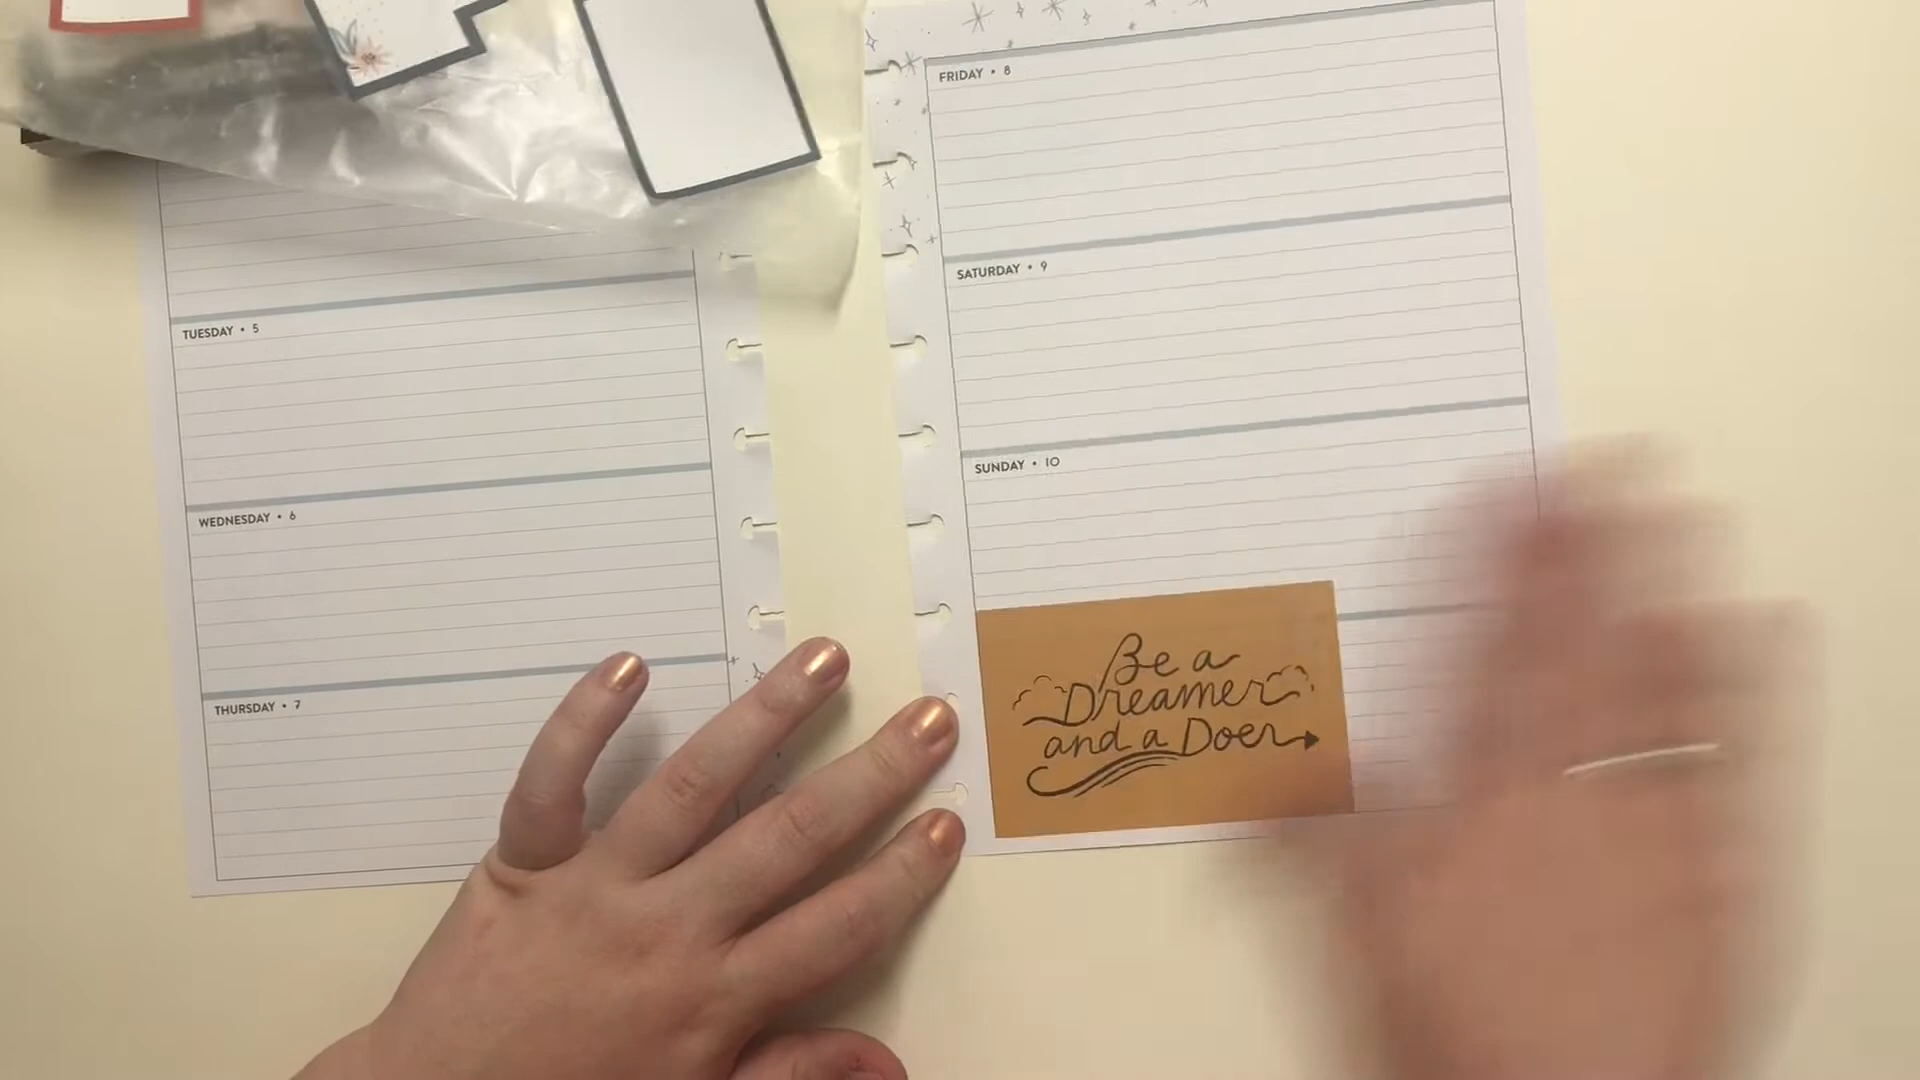 TUESDAY • 5
WEDNESDAY • 6
THURSDAY • 7
FRIDAY • 8
SATURDAY • 9
SUNDAY • 10
Be a
Dreamer
and a Doer